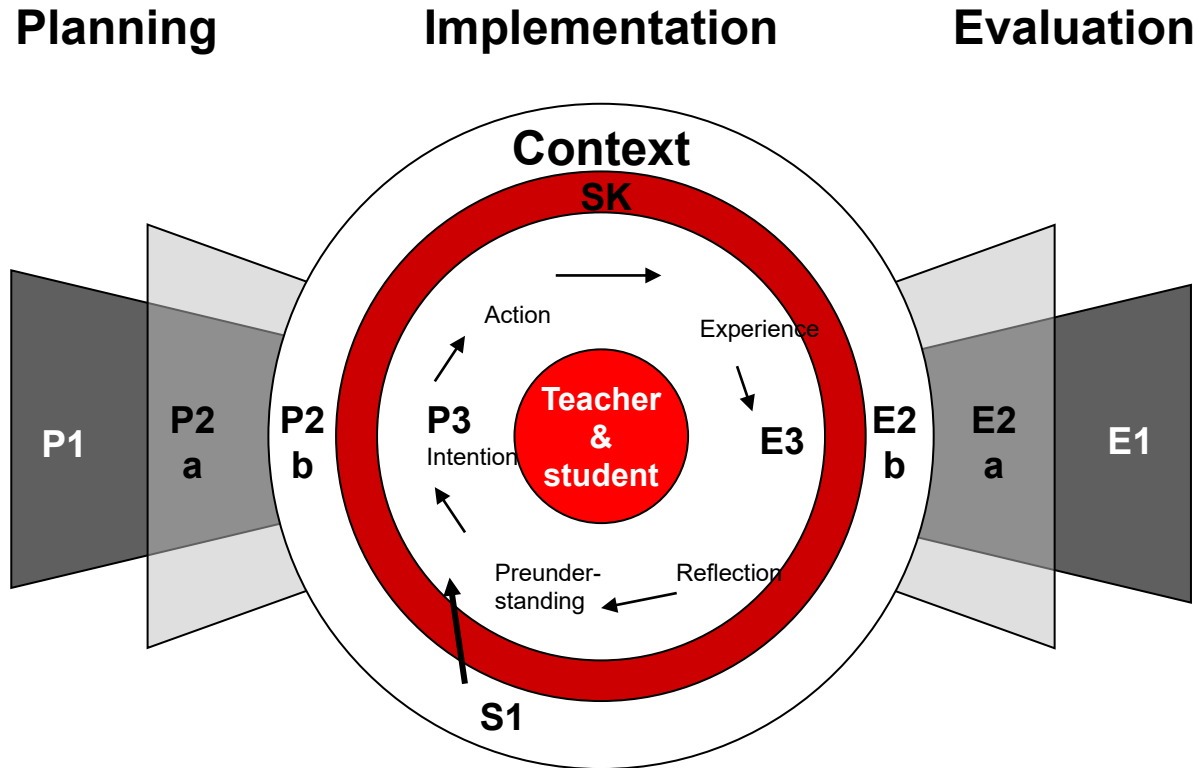 Planning
Implementation
Evaluation
Context
SK
Action
Experience
P1
P2
a
P2
b
P3
Intention
Teacher
&
student
E3
E2
b
E2
a
E1
Preunder-
standing
Reflection
S1